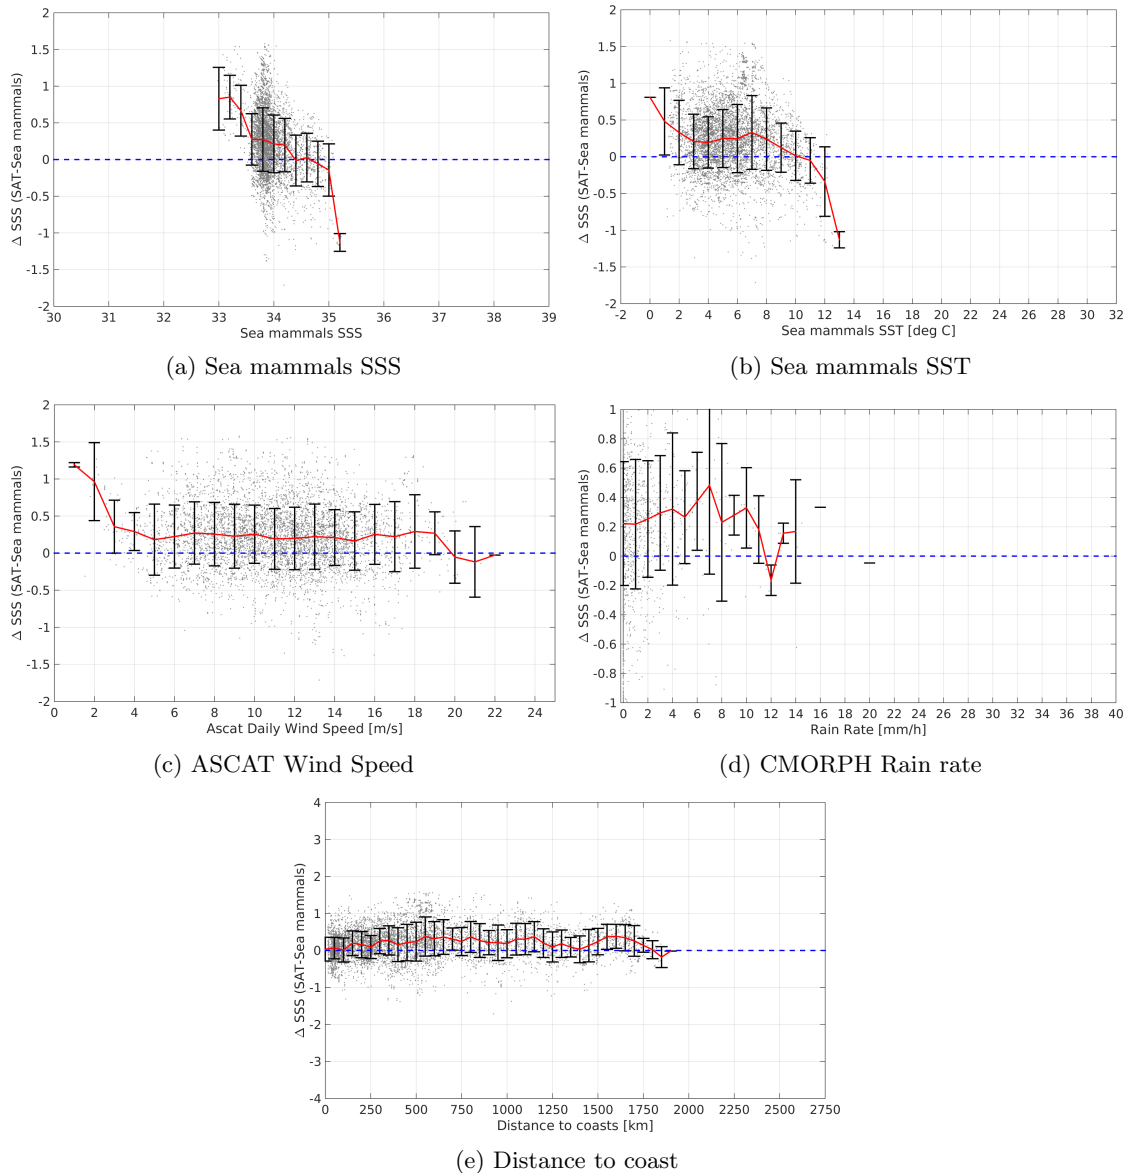 2
1.5
1
0.5
0
-0.5
-1
-1.5
-2
Δ SSS (SAT-Sea mammals)
30 31 32 33 34 35 36 37 38 39
Sea mammals SSS
(a) Sea mammals SSS
2
1.5
1
0.5
0
-0.5
-1
-1.5
-2
Δ SSS (SAT-Sea mammals)
-2 0 2 4 6 8 10 12 14 16 18 20 22 24 26 28 30 32
Sea mammals SST [deg C]
(b) Sea mammals SST
2
1.5
1
0.5
0
-0.5
-1
-1.5
-2
Δ SSS (SAT-Sea mammals)
0 2 4 6 8 10 12 14 16 18 20 22 24
Ascat Daily Wind Speed [m/s]
(c) ASCAT Wind Speed
1
0.8
0.6
0.4
0.2
0
-0.2
-0.4
-0.6
-0.8
-1
Δ SSS (SAT-Sea mammals)
0 2 4 6 8 10 12 14 16 18 20 22 24 26 28 30 32 34 36 38 40
Rain Rate [mm/h]
(d) CMORPH Rain rate
4
3
2
1
0
-1
-2
-3
-4
Δ SSS (SAT-Sea mammals)
0 250 500 750 1000 1250 1500 1750 2000 2250 2500 2750
Distance to coasts [km]
(e) Distance to coast